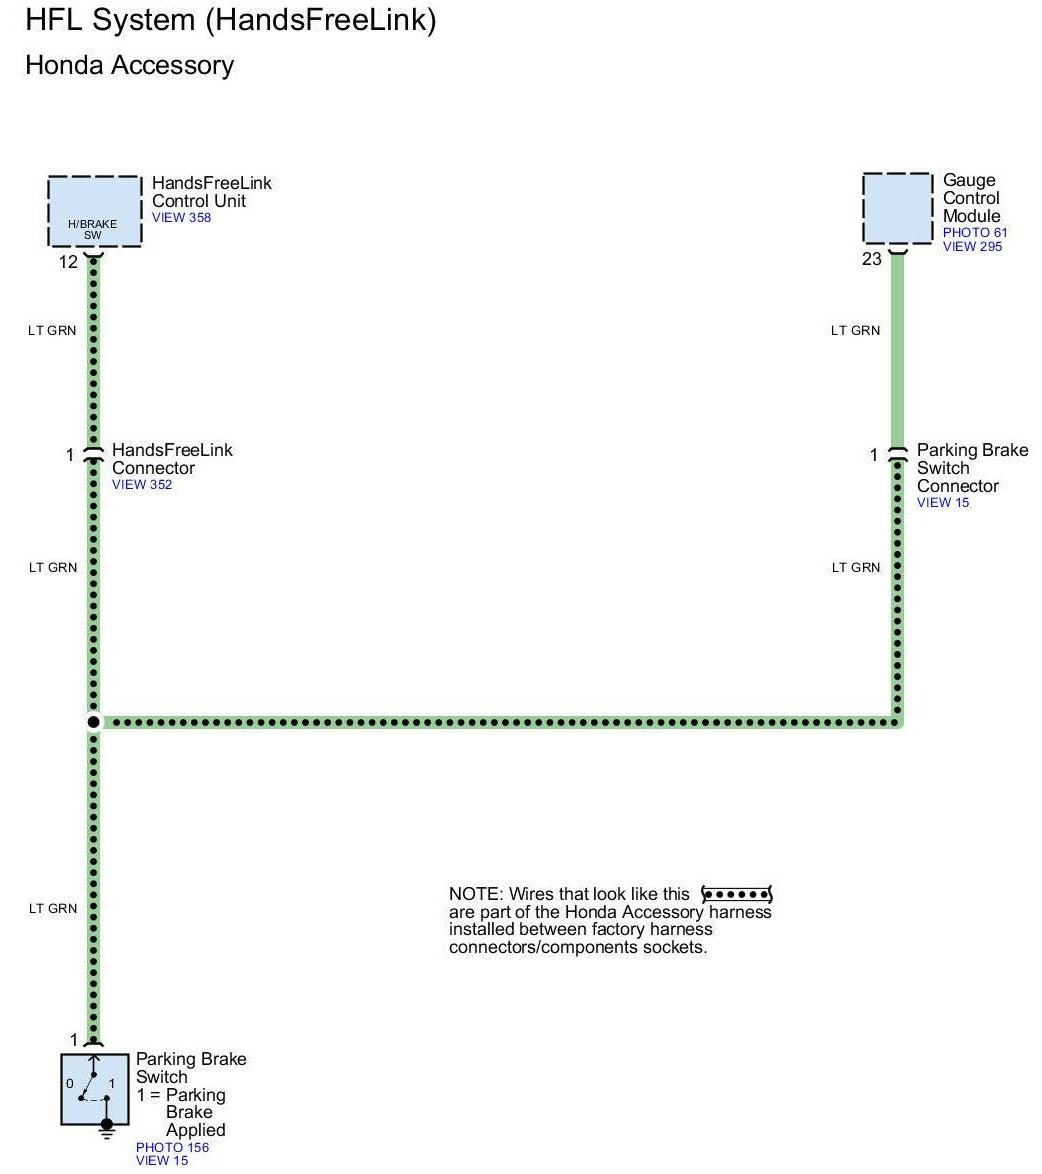 HFL System (HandsFreeLink)
Honda Accessory
HandsFreeLink
Control Unit
VIEW 358
H/BRAKE
SW
12
LT GRN
Gauge
Control
Module
PHOTO 61
VIEW 295
23
LT GRN
1
HandsFreeLink
Connector
VIEW 352
LT GRN
1
Parking Brake
Switch
Connector
VIEW 15
LT GRN
LT GRN
NOTE: Wires that look like this
are part of the Honda Accessory harness
installed between factory harness
connectors/components sockets.
1
0 1
Parking Brake
Switch
1 = Parking
Brake
Applied
PHOTO 156
VIEW 15